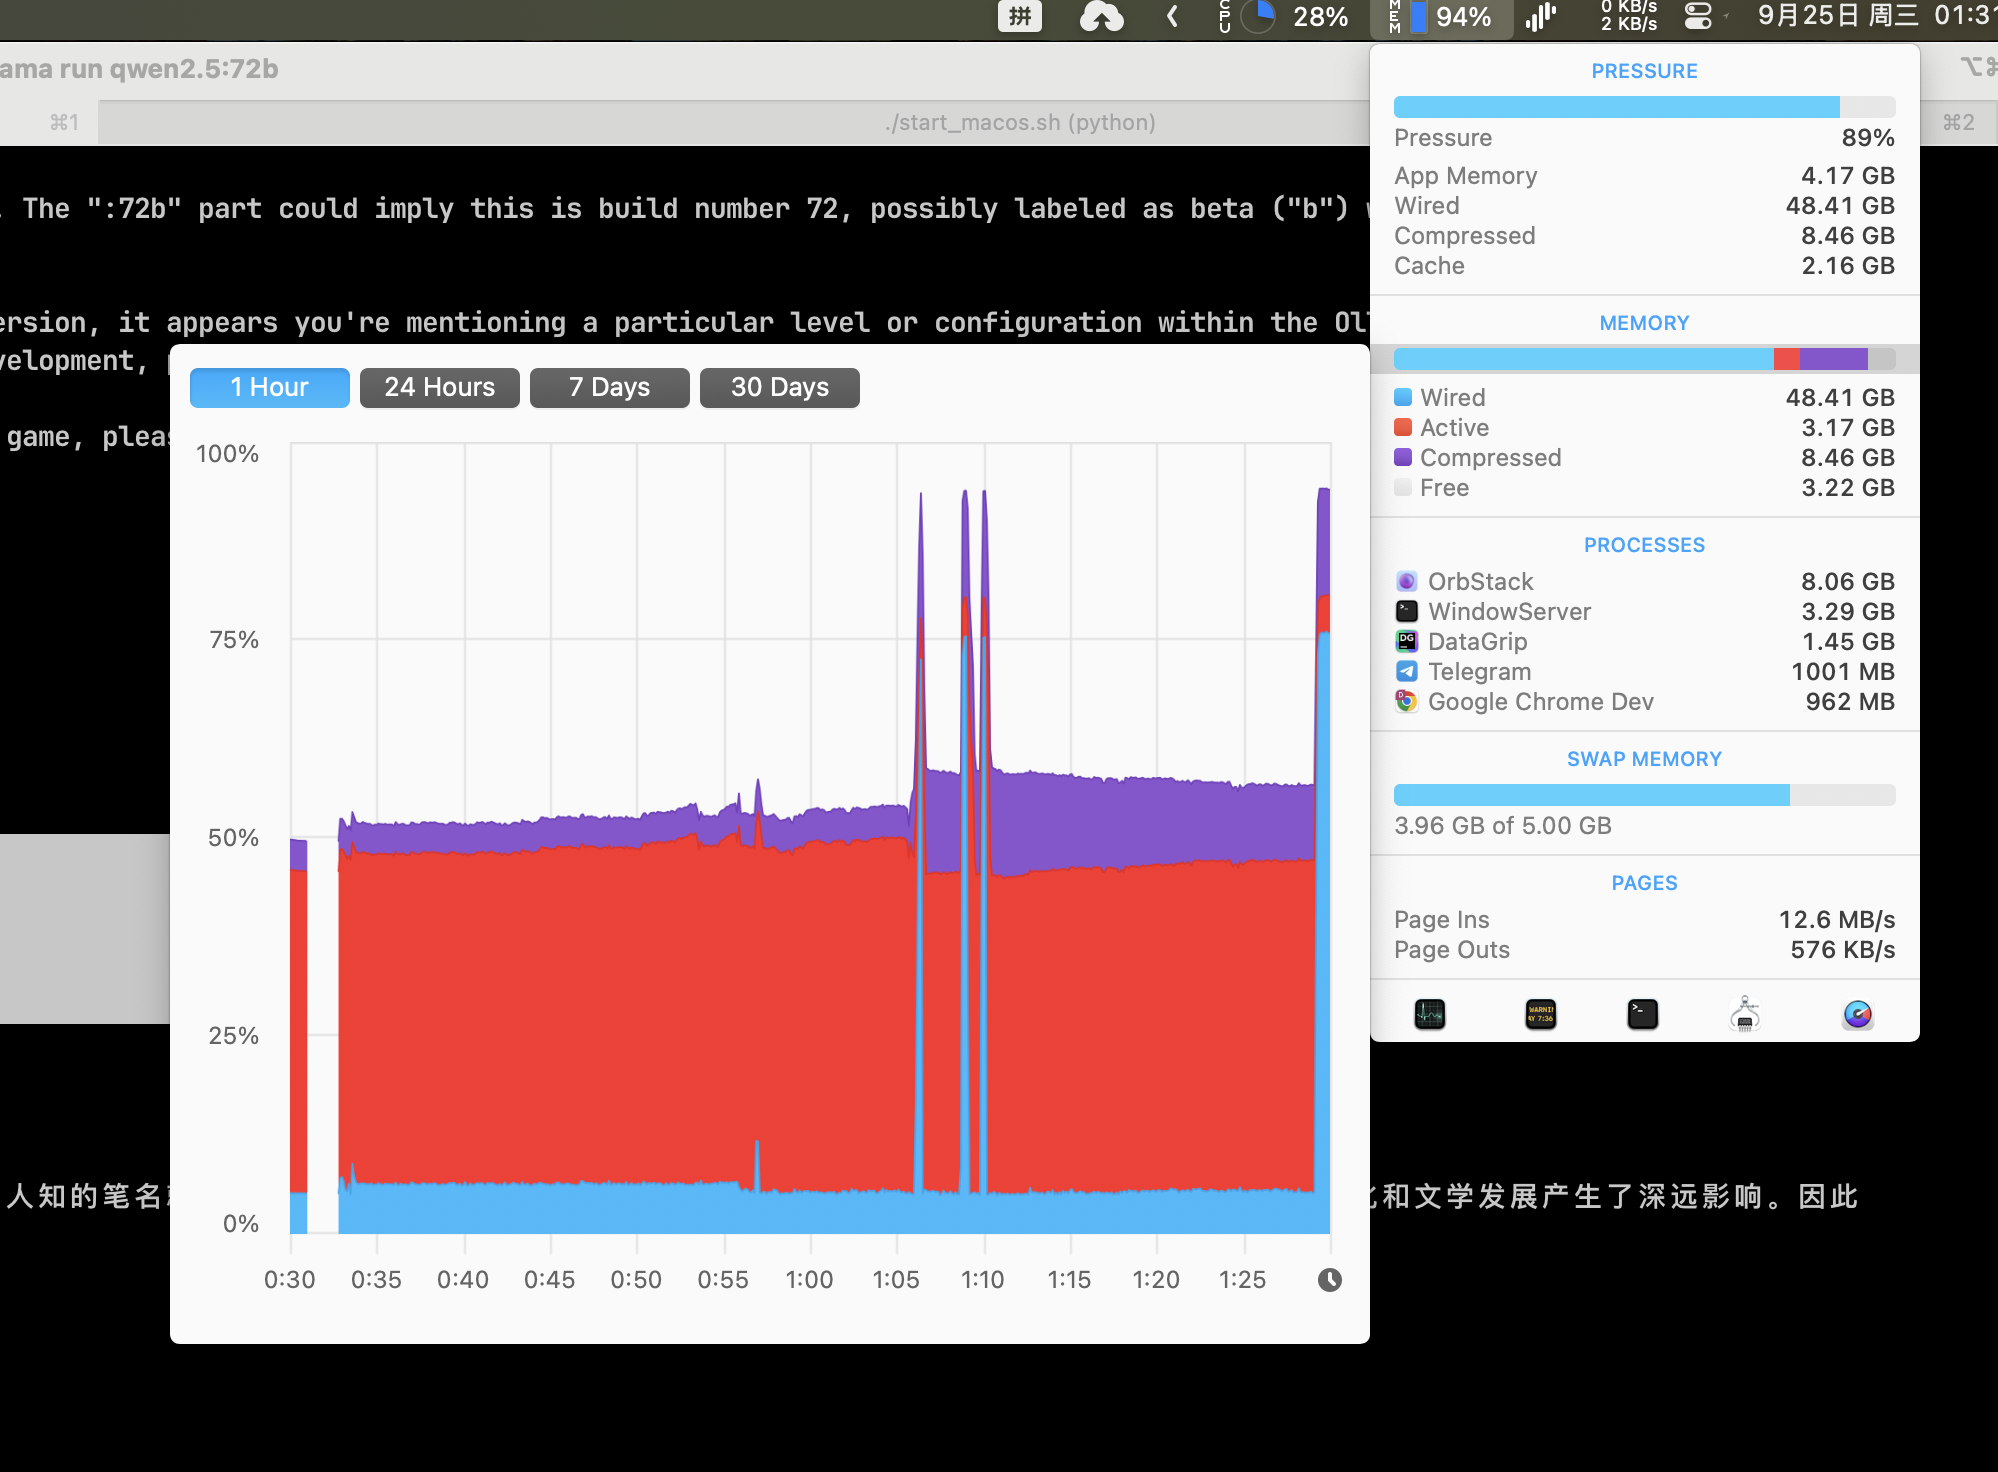 拼
CPU
28%
MEM
94%
0 KB/s
2 KB/s
9月25日 周三 01:31
ama run qwen2.5:72b
⌘1
./start_macos.sh (python)
⌘2
. The ":72b" part could imply this is build number 72, possibly labeled as beta ("b")
ersion, it appears you're mentioning a particular level or configuration within the Ol
velopment,
game, pleas
人知的笔名
和文学发展产生了深远影响。因此
1 Hour
24 Hours
7 Days
30 Days
100%
75%
50%
25%
0%
0:30 0:35 0:40 0:45 0:50 0:55 1:00 1:05 1:10 1:15 1:20 1:25
PRESSURE
Pressure 89%
App Memory 4.17 GB
Wired 48.41 GB
Compressed 8.46 GB
Cache 2.16 GB
MEMORY
Wired 48.41 GB
Active 3.17 GB
Compressed 8.46 GB
Free 3.22 GB
PROCESSES
OrbStack 8.06 GB
WindowServer 3.29 GB
DG DataGrip 1.45 GB
Telegram 1001 MB
Google Chrome Dev 962 MB
SWAP MEMORY
3.96 GB of 5.00 GB
PAGES
Page Ins 12.6 MB/s
Page Outs 576 KB/s
WARNIN
AY 7:36